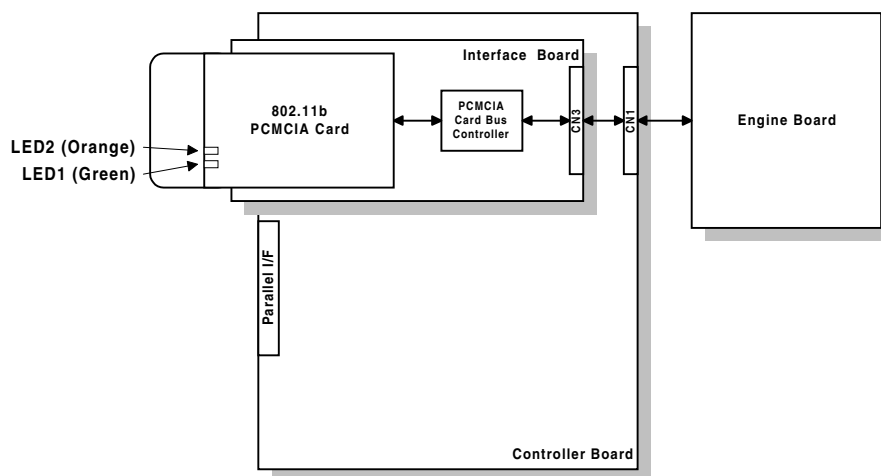 Interface Board
802.11b
PCMCIA Card
PCMCIA
Card Bus
Controller
CN3
CN1
Engine Board
LED2 (Orange)
LED1 (Green)
Parallel I/F
Controller Board